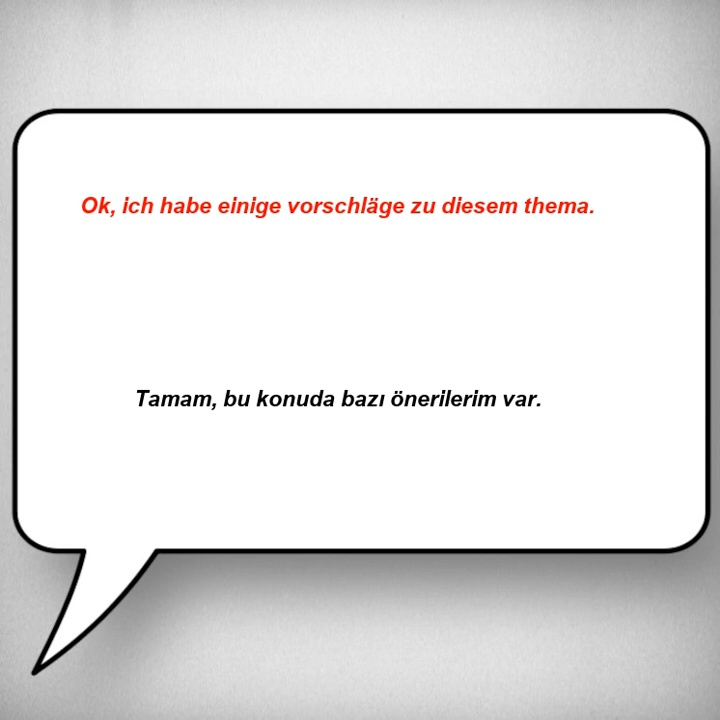 Ok, ich habe einige vorschläge zu diesem thema.
Tamam, bu konuda bazı önerilerim var.